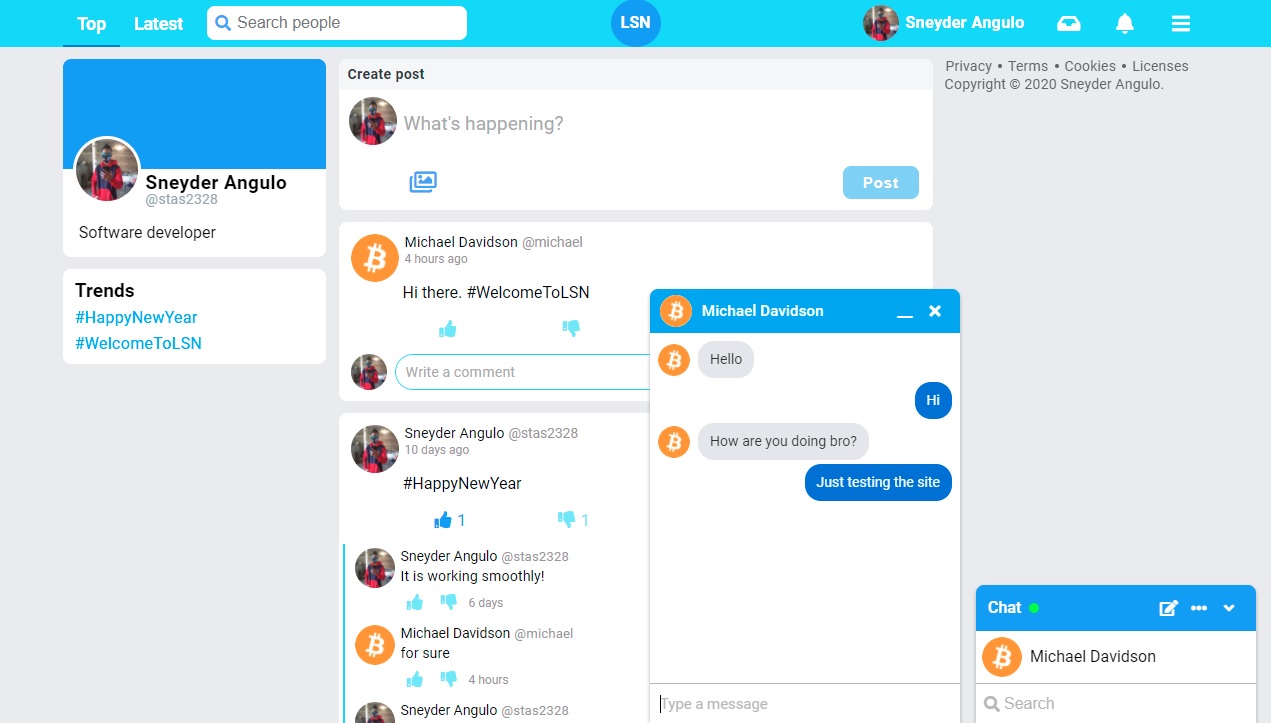 Top Latest Search people LSN Sneyder Angulo
Sneyder Angulo
@stas2328
Software developer
Trends
#HappyNewYear
#WelcomeToLSN
Create post
What's happening?
Post
Michael Davidson @michael
4 hours ago
Hi there. #WelcomeToLSN
Write a comment
Sneyder Angulo @stas2328
10 days ago
#HappyNewYear
1 1
Sneyder Angulo @stas2328
It is working smoothly!
6 days
Michael Davidson @michael
for sure
4 hours
Sneyder Angulo @stas2328
Privacy • Terms • Cookies • Licenses
Copyright © 2020 Sneyder Angulo.
Michael Davidson
Hello
Hi
How are you doing bro?
Just testing the site
Type a message
Chat
Michael Davidson
Search